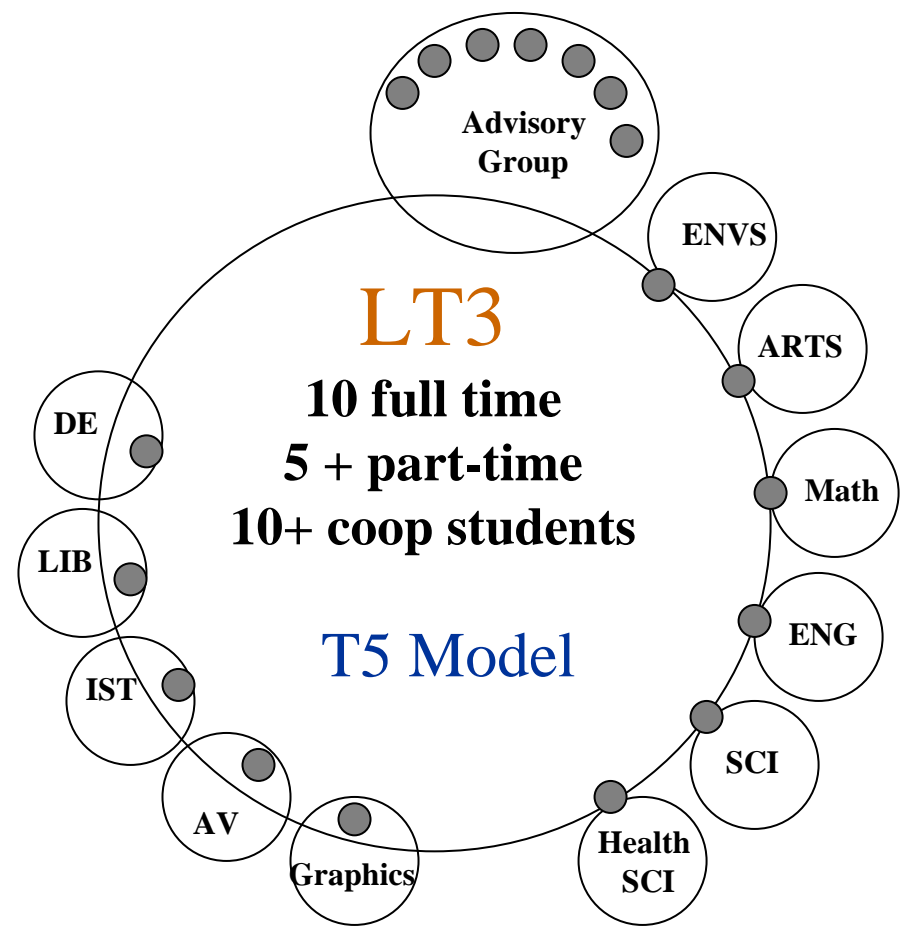 Advisory
Group
ENVS
ARTS
LT3
10 full time
5 + part-time
10+ coop students
T5 Model
DE
LIB
IST
AV
Graphics
Math
ENG
SCI
Health
SCI